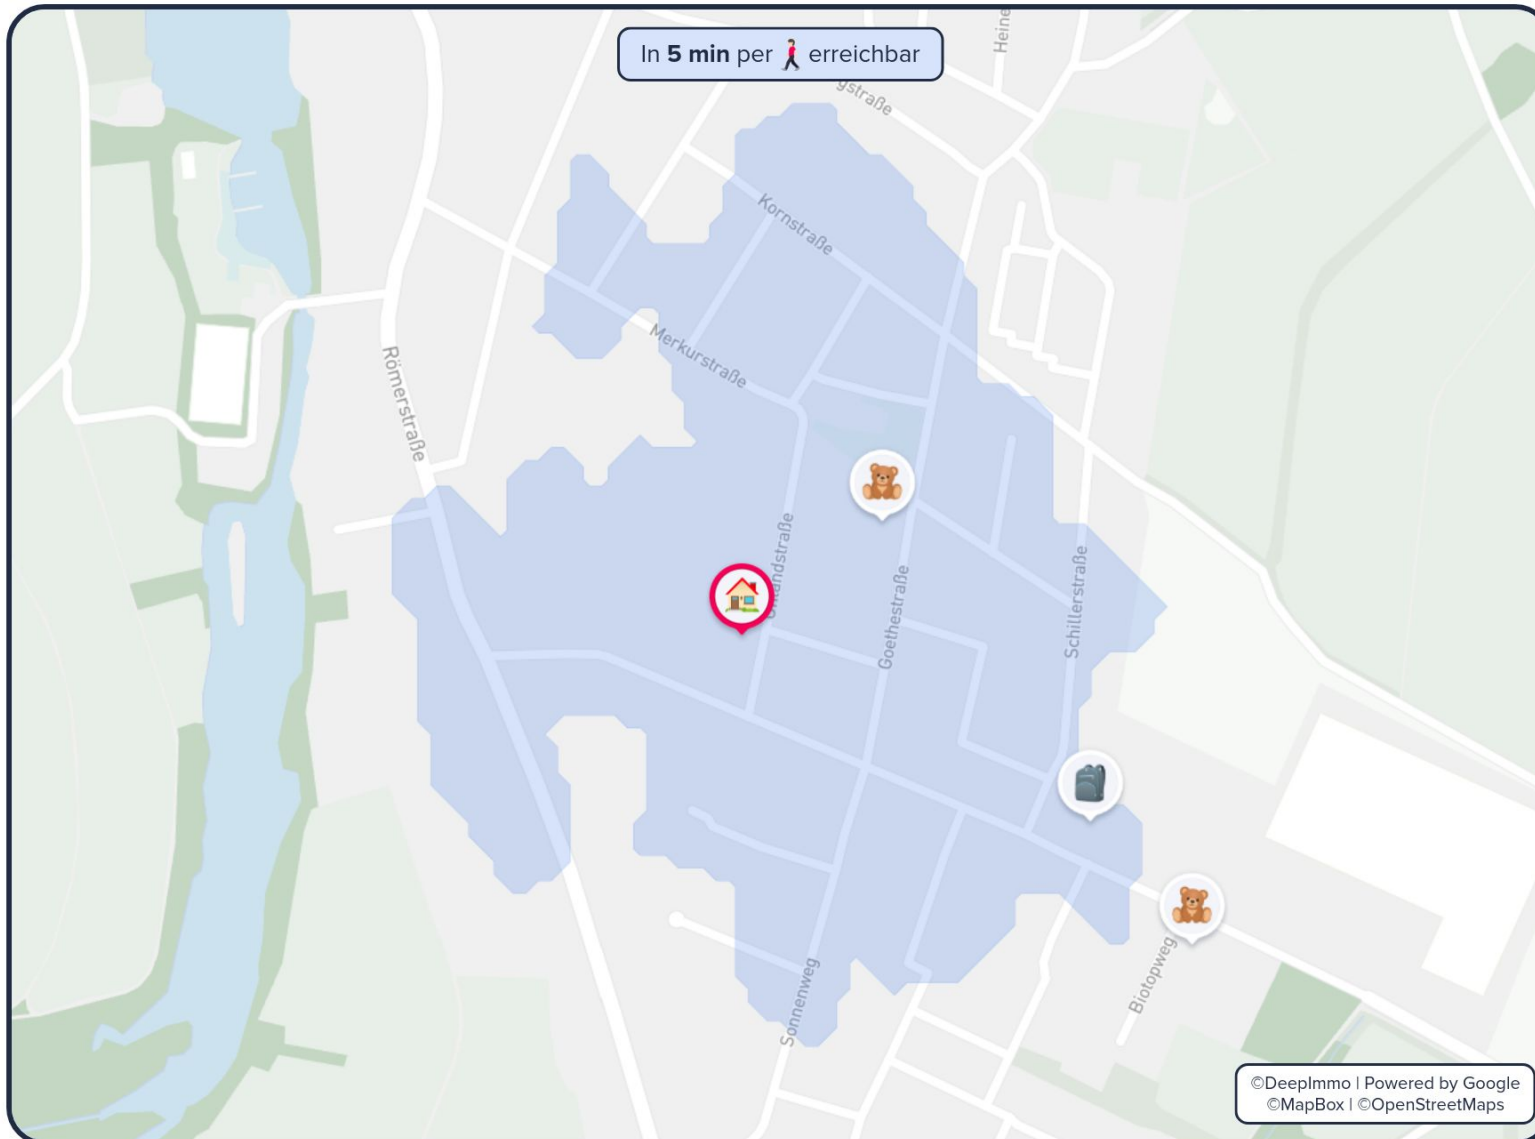 Heine
In 5 min per erreichbar
gstraße
Kornstraße
Merkurstraße
Römerstraße
landstraße
Goethestraße
Schillerstraße
Sonnenweg
Biotopweg
©DeepImmo | Powered by Google
©MapBox | ©OpenStreetMaps